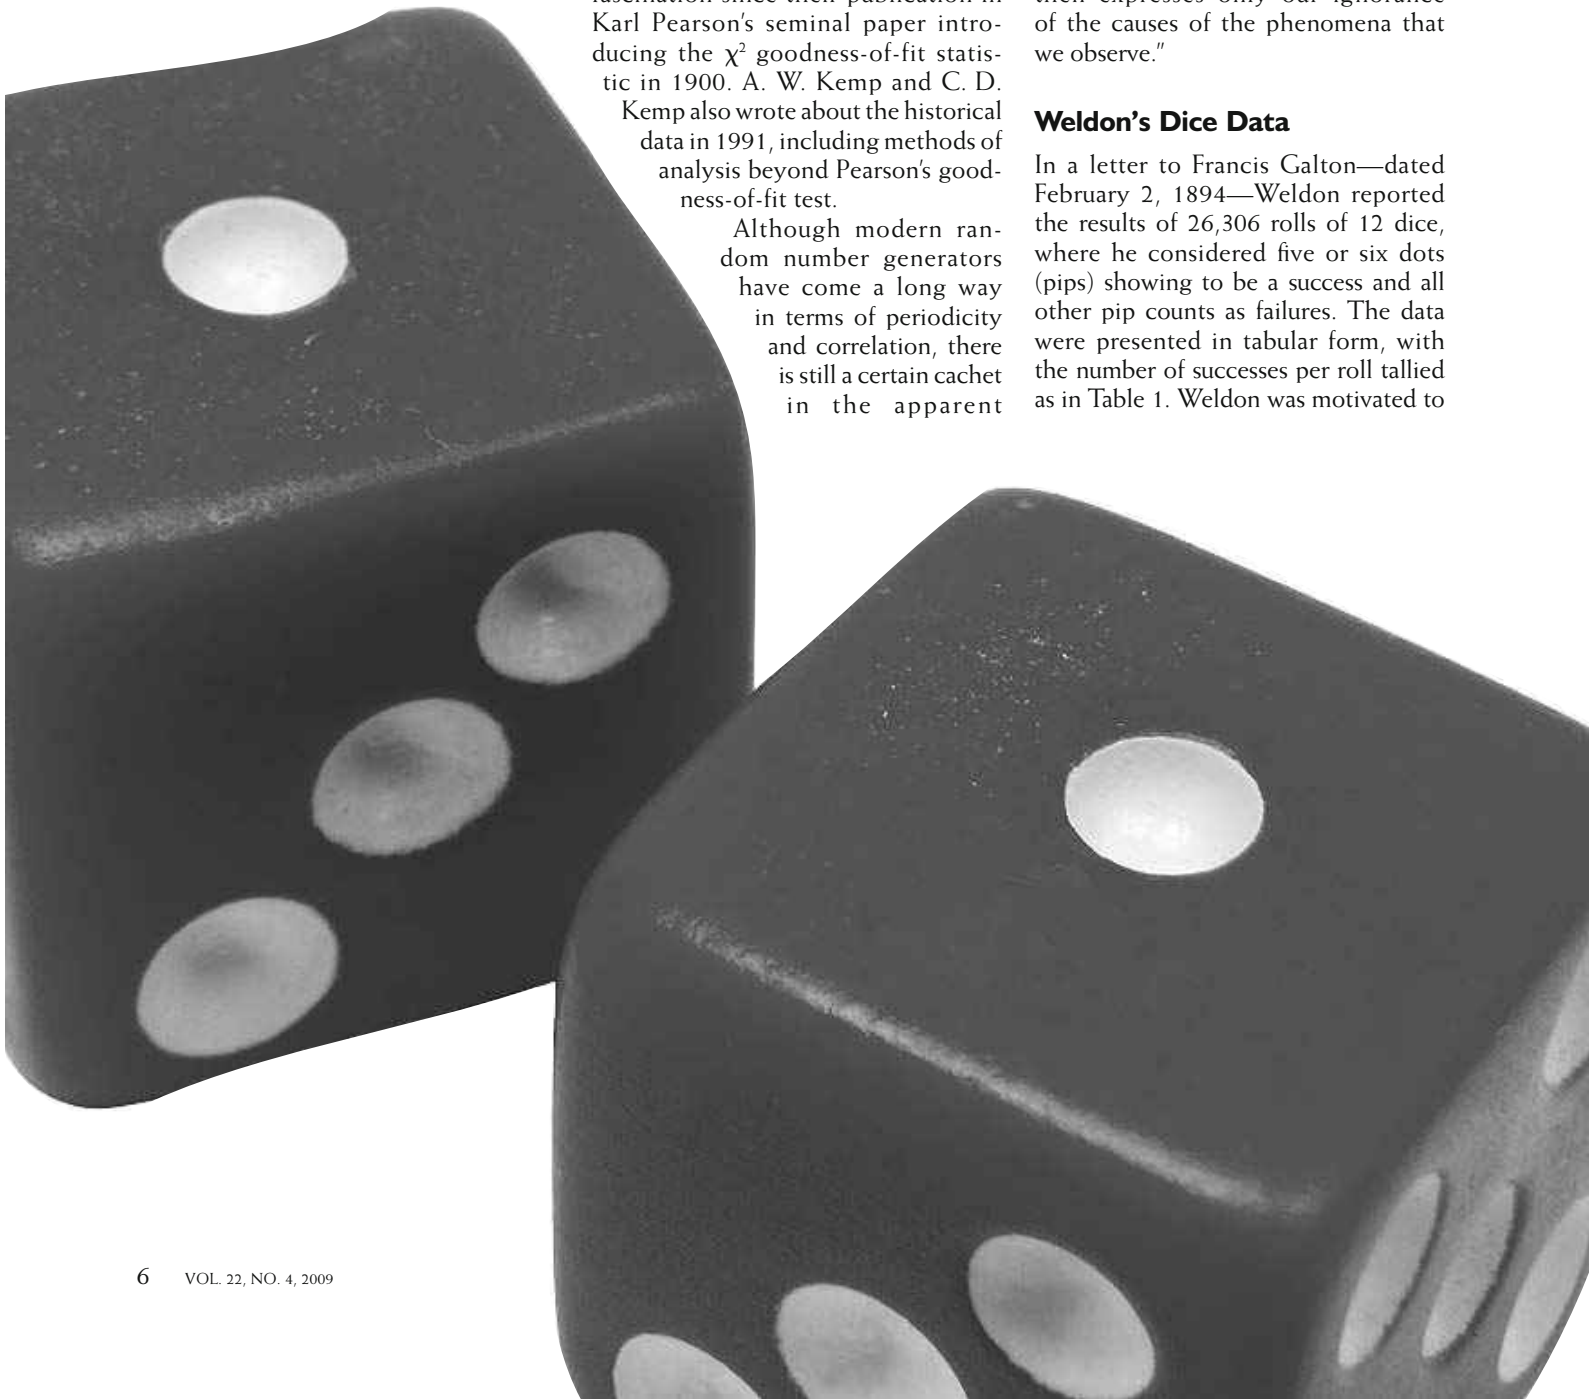 Karl Pearson's seminal paper intro-
ducing the χ² goodness-of-fit statis-
tic in 1900. A. W. Kemp and C. D.
Kemp also wrote about the historical
data in 1991, including methods of
analysis beyond Pearson's good-
ness-of-fit test.
Although modern ran-
dom number generators
have come a long way
in terms of periodicity
and correlation, there
is still a certain cachet
in the apparent
of the causes of the phenomena that
we observe."
Weldon's Dice Data
In a letter to Francis Galton—dated
February 2, 1894—Weldon reported
the results of 26,306 rolls of 12 dice,
where he considered five or six dots
(pips) showing to be a success and all
other pip counts as failures. The data
were presented in tabular form, with
the number of successes per roll tallied
as in Table 1. Weldon was motivated to
6 VOL. 22, NO. 4, 2009